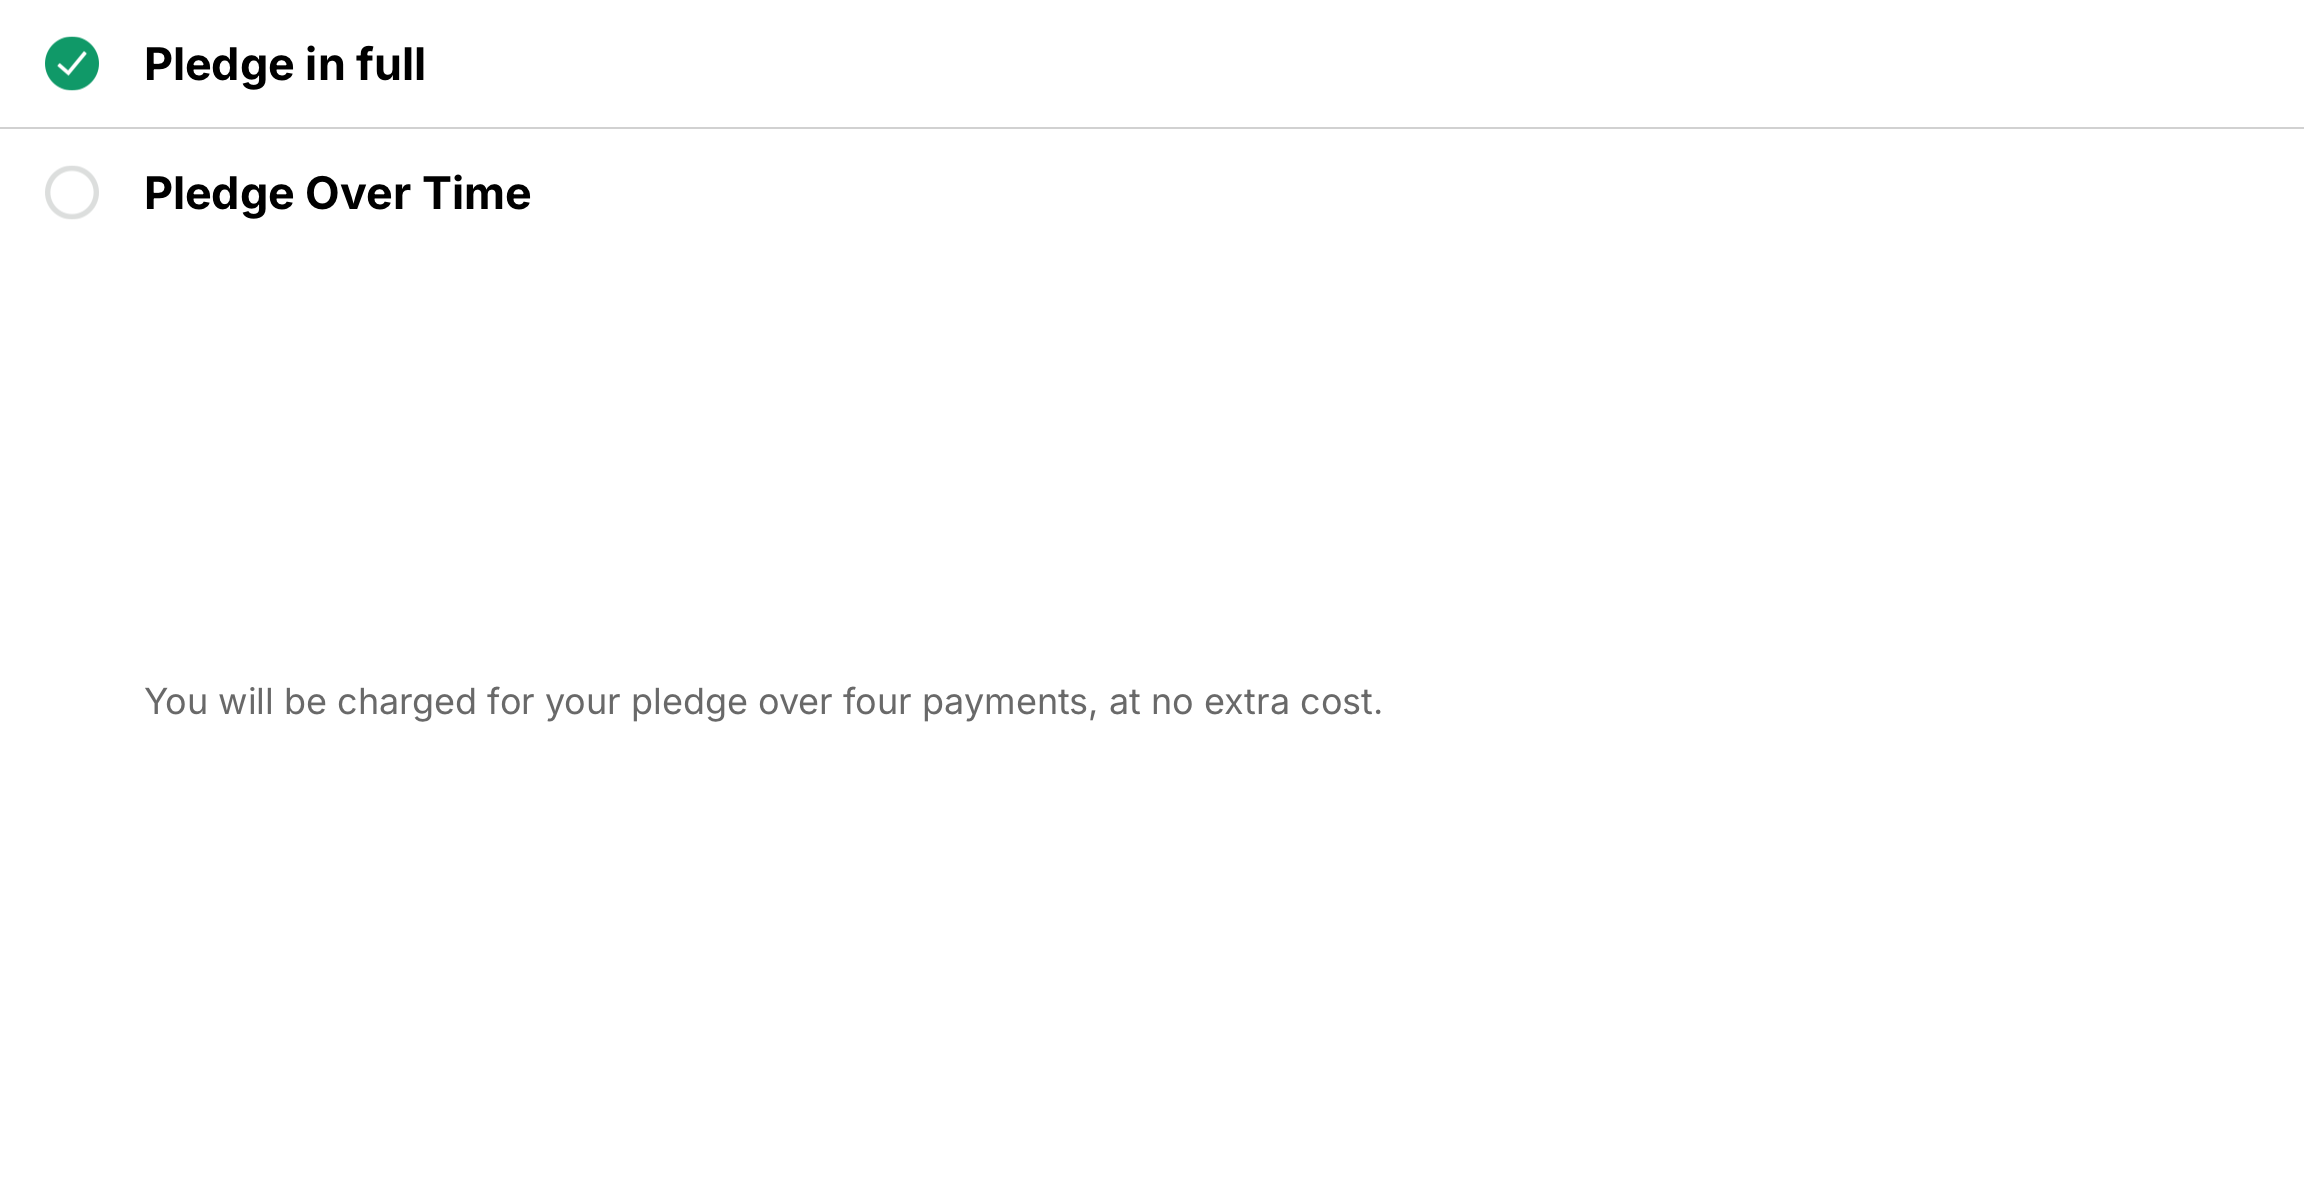 Pledge in full
Pledge Over Time
You will be charged for your pledge over four payments, at no extra cost.